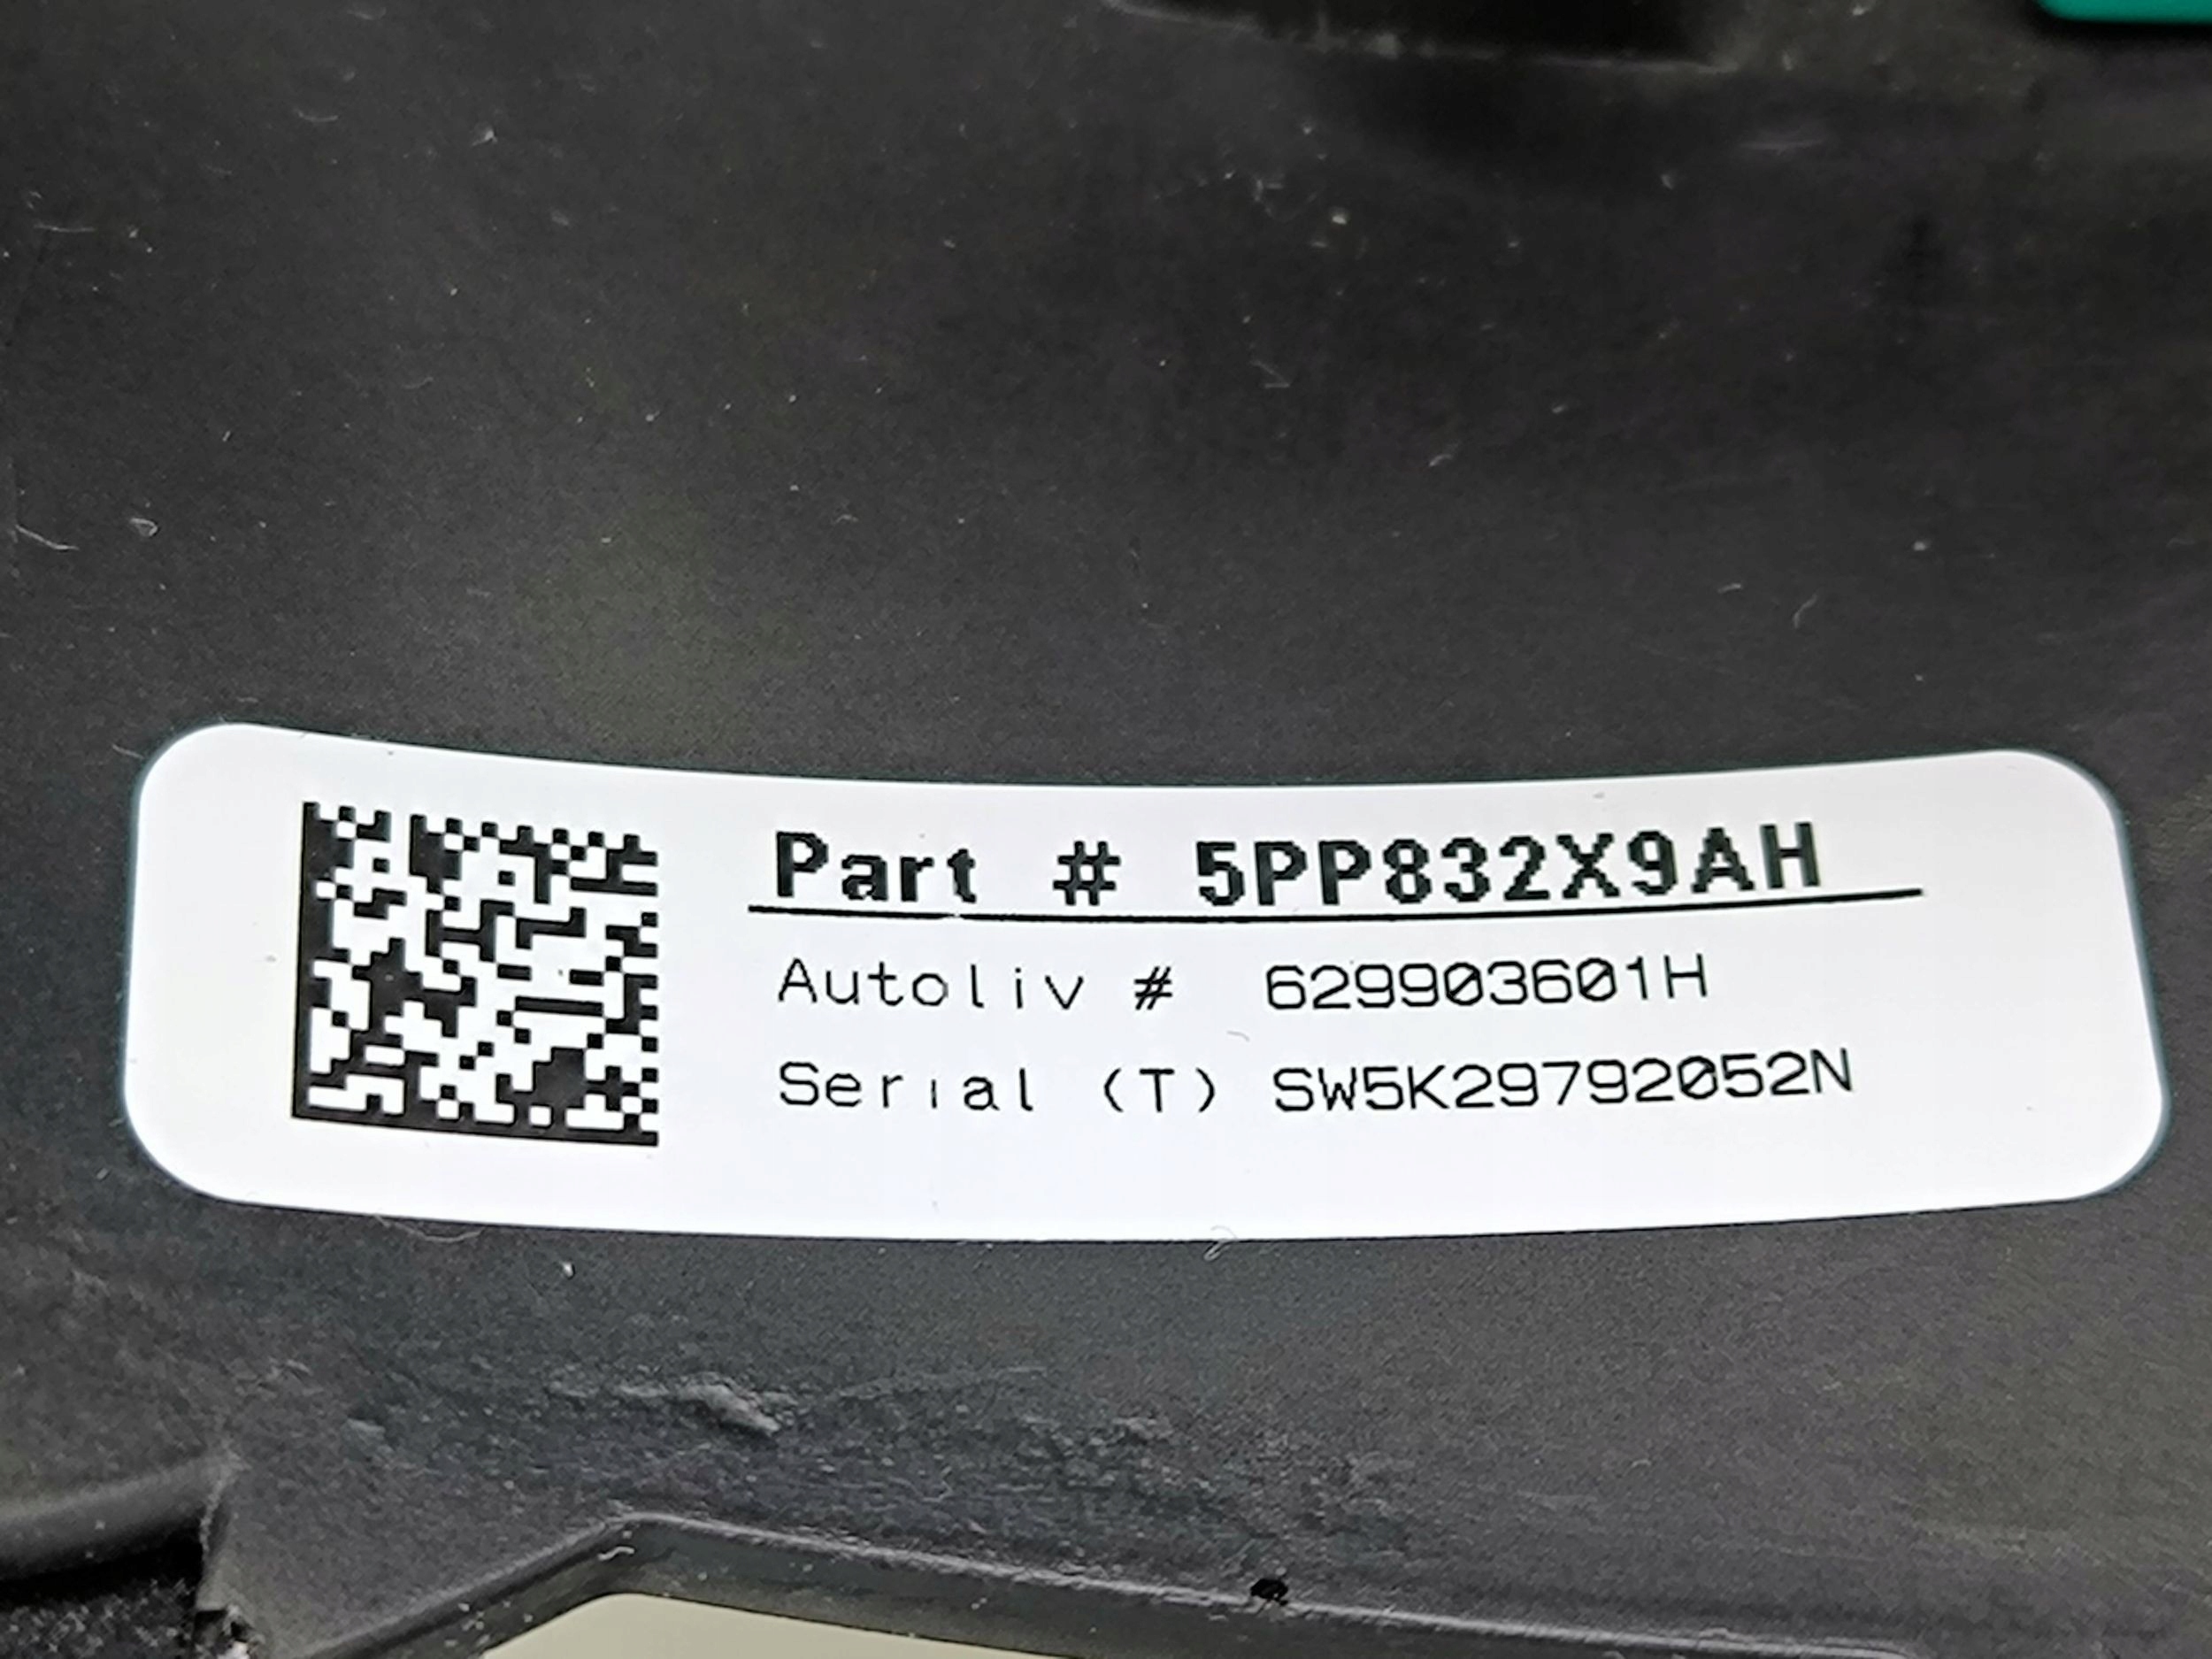 Part # 5PP832X9AH
Autoliv # 629903601H
Serial (T) SW5K29792052N